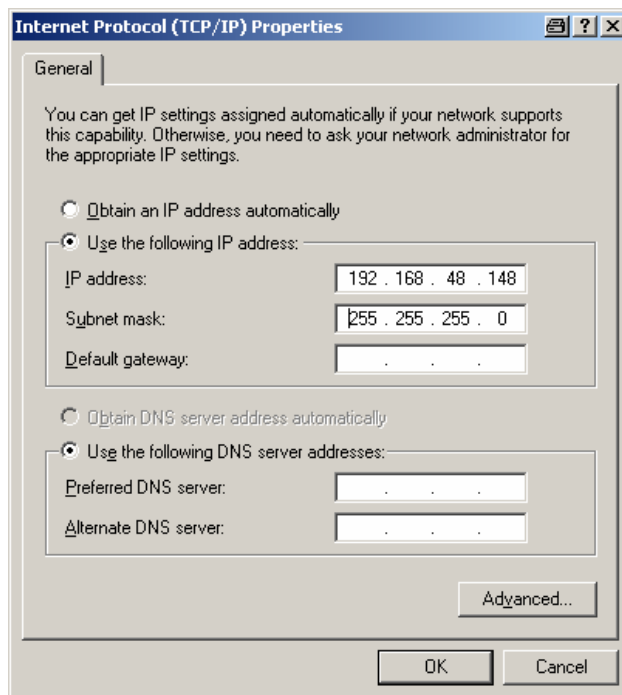 Internet Protocol (TCP/IP) Properties
General
You can get IP settings assigned automatically if your network supports
this capability. Otherwise, you need to ask your network administrator for
the appropriate IP settings.
Obtain an IP address automatically
Use the following IP address:
IP address: 192 . 168 . 48 . 148
Subnet mask: 255 . 255 . 255 . 0
Default gateway: . . .
Obtain DNS server address automatically
Use the following DNS server addresses:
Preferred DNS server: . . .
Alternate DNS server: . . .
Advanced...
OK Cancel